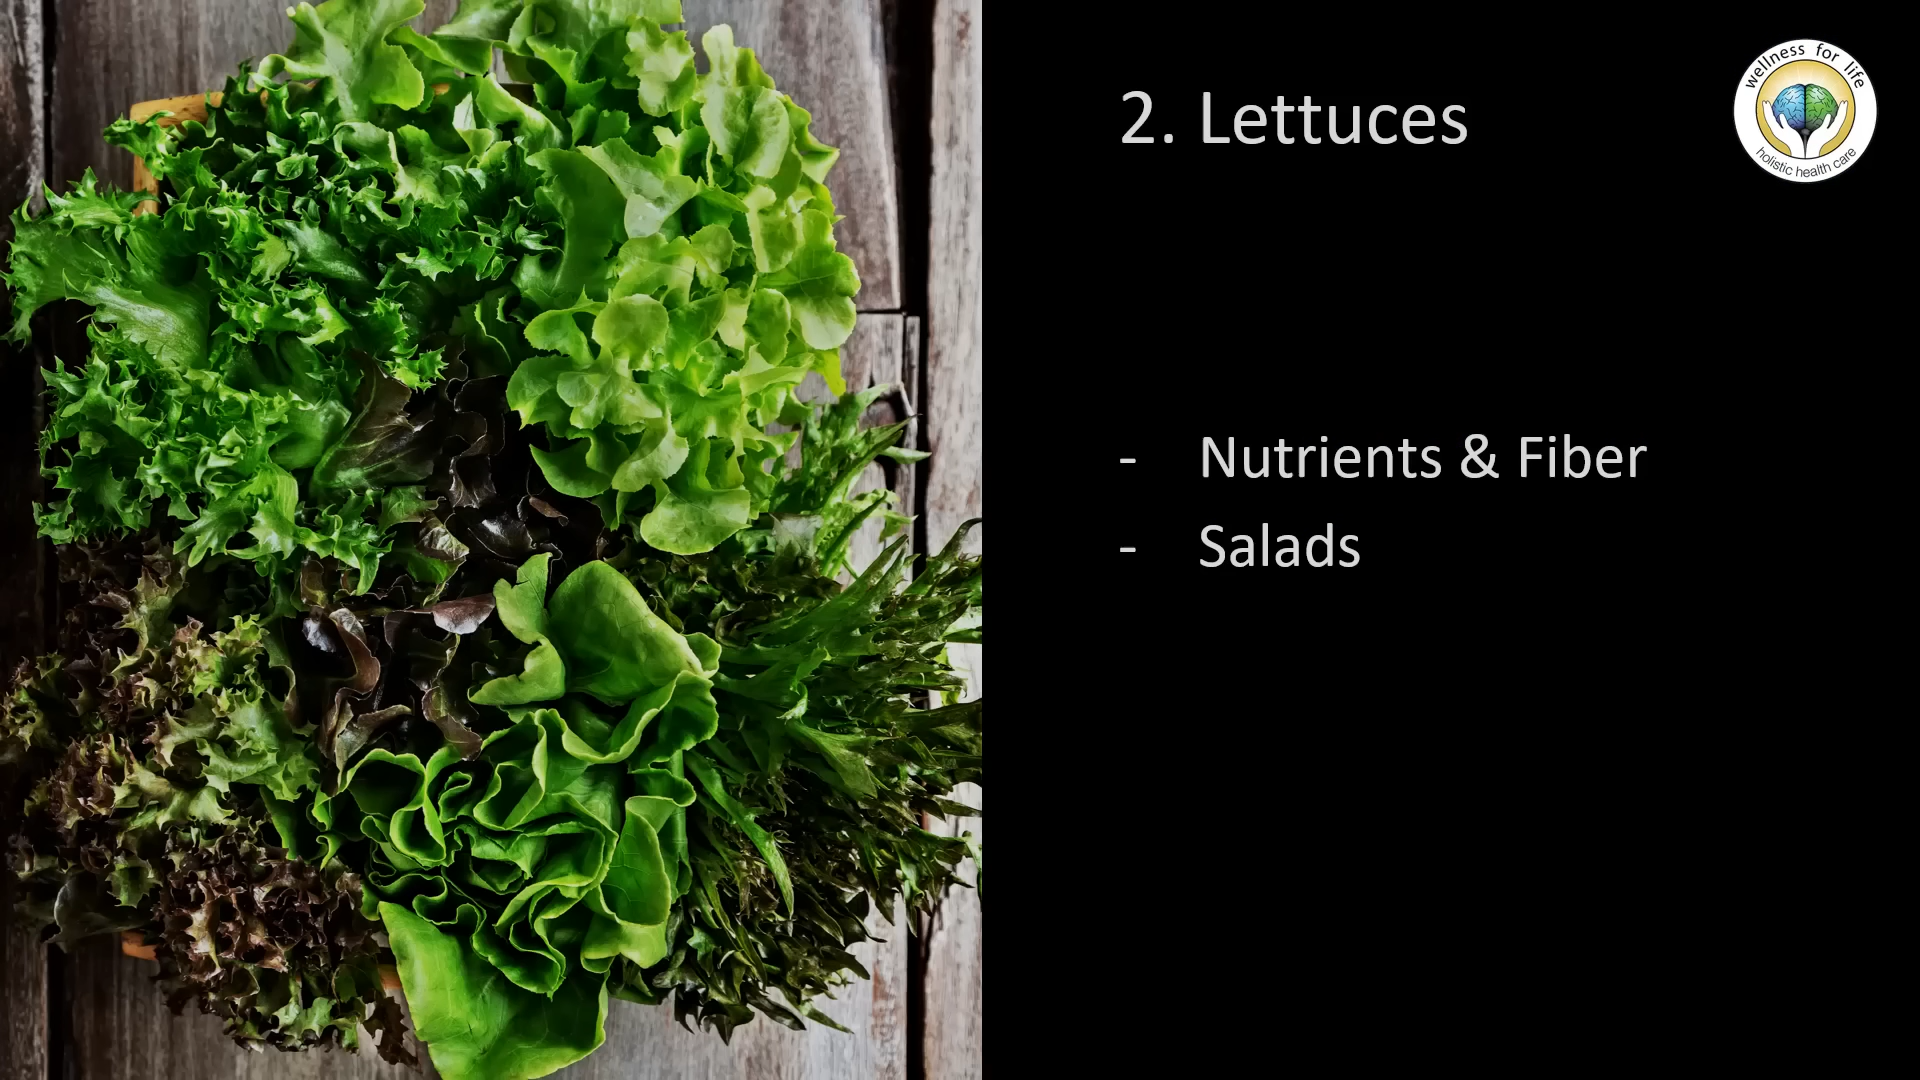 2. Lettuces
wellness for life
holistic health care
- Nutrients & Fiber
- Salads